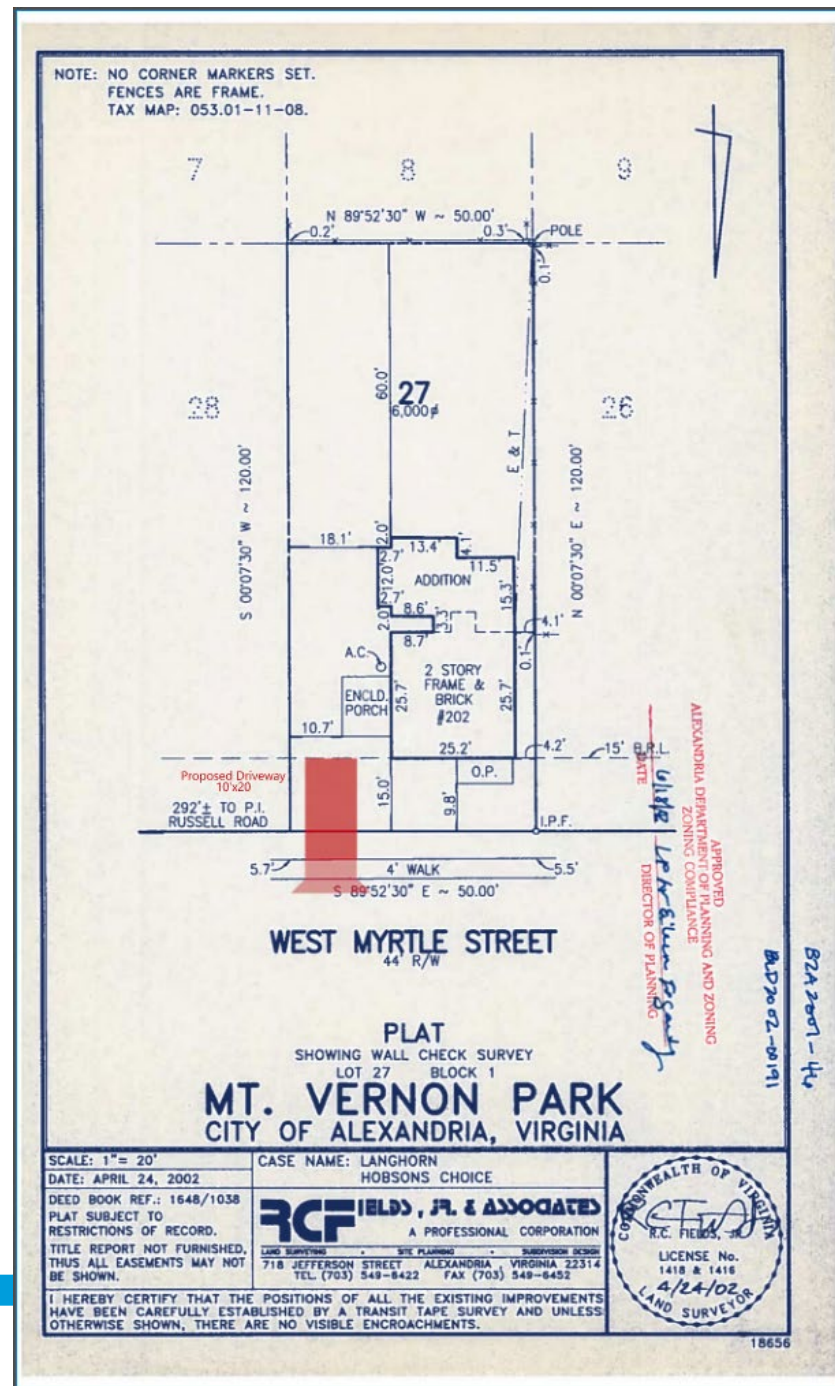 NOTE: NO CORNER MARKERS SET.
FENCES ARE FRAME.
TAX MAP: 053.01-11-08.
7
8
9
N 89°52'30" W ~ 50.00'
0.2'
0.3'
POLE
0.1'
60.0'
27
6,000
28
26
E & T
S 00°07'30" W ~ 120.00'
N 00°07'30" E ~ 120.00'
18.1'
2.0'
13.4'
4.1'
2.7'
11.5'
12.0'
ADDITION
15.3'
2.7'
8.6'
2.0'
3.3'
4.1'
8.7'
0.1'
A.C.
2 STORY
FRAME &
BRICK
#202
ENCLD.
PORCH
25.7'
25.7'
10.7'
25.2'
4.2'
15' B.R.L.
Proposed Driveway
10'x20
O.P.
15.0'
9.8'
292'± TO P.I.
RUSSELL ROAD
I.P.F.
5.7'
4' WALK
5.5'
S 89°52'30" E ~ 50.00'
WEST MYRTLE STREET
44' R/W
APPROVED
ALEXANDRIA DEPARTMENT OF PLANNING AND ZONING
ZONING COMPLIANCE
DATE
DIRECTOR OF PLANNING
BLD2002-00191
BZA2001-46
PLAT
SHOWING WALL CHECK SURVEY
LOT 27 BLOCK 1
MT. VERNON PARK
CITY OF ALEXANDRIA, VIRGINIA
SCALE: 1"= 20'
DATE: APRIL 24, 2002
CASE NAME: LANGHORN
HOBSONS CHOICE
DEED BOOK REF.: 1648/1038
PLAT SUBJECT TO
RESTRICTIONS OF RECORD.
TITLE REPORT NOT FURNISHED,
THUS ALL EASEMENTS MAY NOT
BE SHOWN.
RCFIELDS, JR. & ASSOCIATES
A PROFESSIONAL CORPORATION
LAND SURVEYING • SITE PLANNING • SUBDIVISION DESIGN
718 JEFFERSON STREET ALEXANDRIA, VIRGINIA 22314
TEL. (703) 549-6422 FAX (703) 549-6452
I HEREBY CERTIFY THAT THE POSITIONS OF ALL THE EXISTING IMPROVEMENTS
HAVE BEEN CAREFULLY ESTABLISHED BY A TRANSIT TAPE SURVEY AND UNLESS
OTHERWISE SHOWN, THERE ARE NO VISIBLE ENCROACHMENTS.
COMMONWEALTH OF VIRGINIA
R.C. FIELDS, JR.
LICENSE No.
1418 & 1416
4/24/02
LAND SURVEYOR
18656